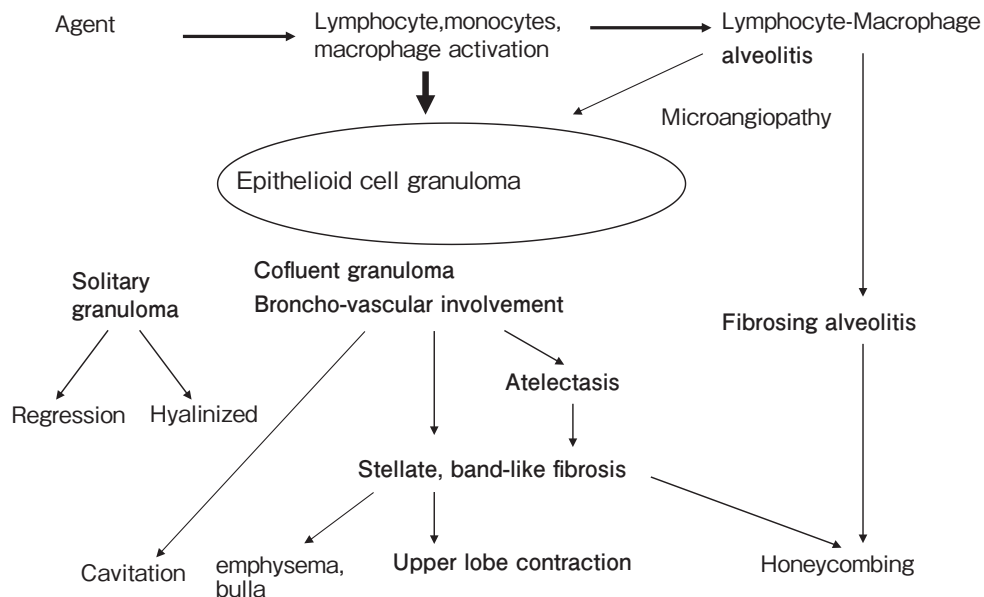 Agent
Lymphocyte,monocytes,
macrophage activation
Lymphocyte-Macrophage
alveolitis
Microangiopathy
Epithelioid cell granuloma
Solitary
granuloma
Cofluent granuloma
Broncho-vascular involvement
Fibrosing alveolitis
Atelectasis
Regression
Hyalinized
Stellate, band-like fibrosis
Cavitation
emphysema,
bulla
Upper lobe contraction
Honeycombing